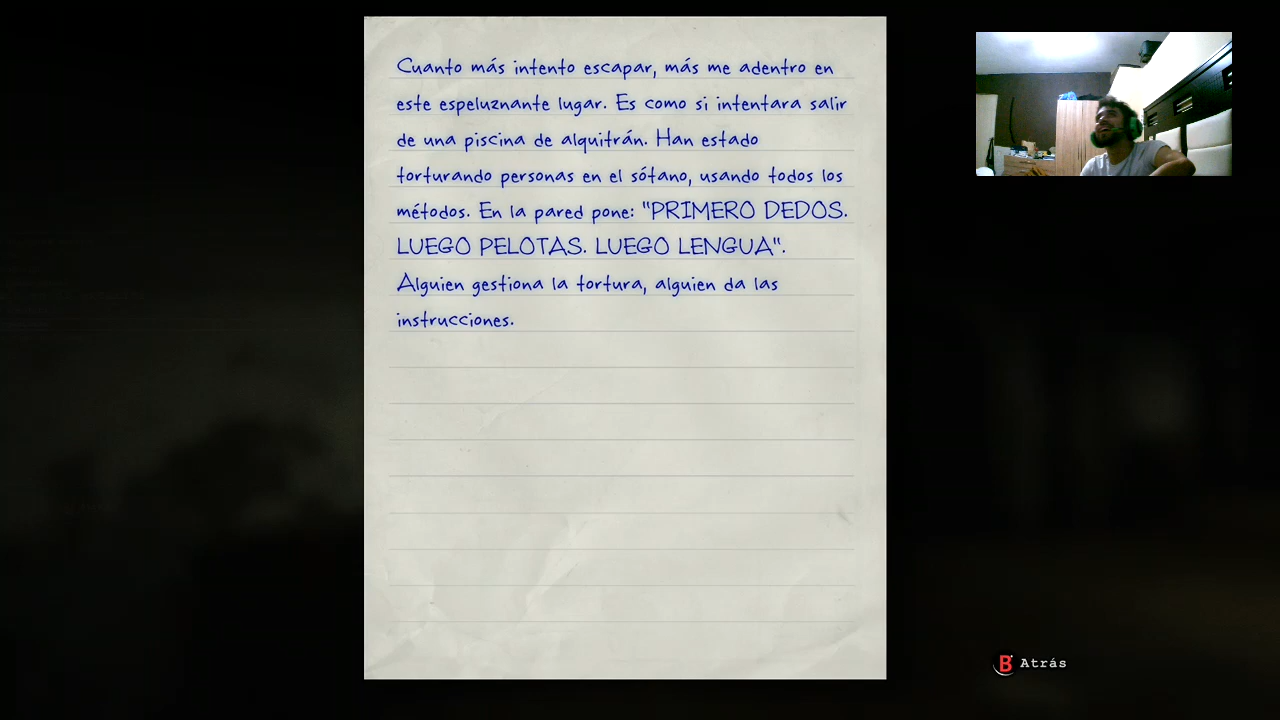 Cuanto más intento escapar, más me adentro en
este espeluznante lugar. Es como si intentara salir
de una piscina de alquitrán. Han estado
torturando personas en el sótano, usando todos los
métodos. En la pared pone: "PRIMERO DEDOS.
LUEGO PELOTAS. LUEGO LENGUA".
Alguien gestiona la tortura, alguien da las
instrucciones.
B Atrás